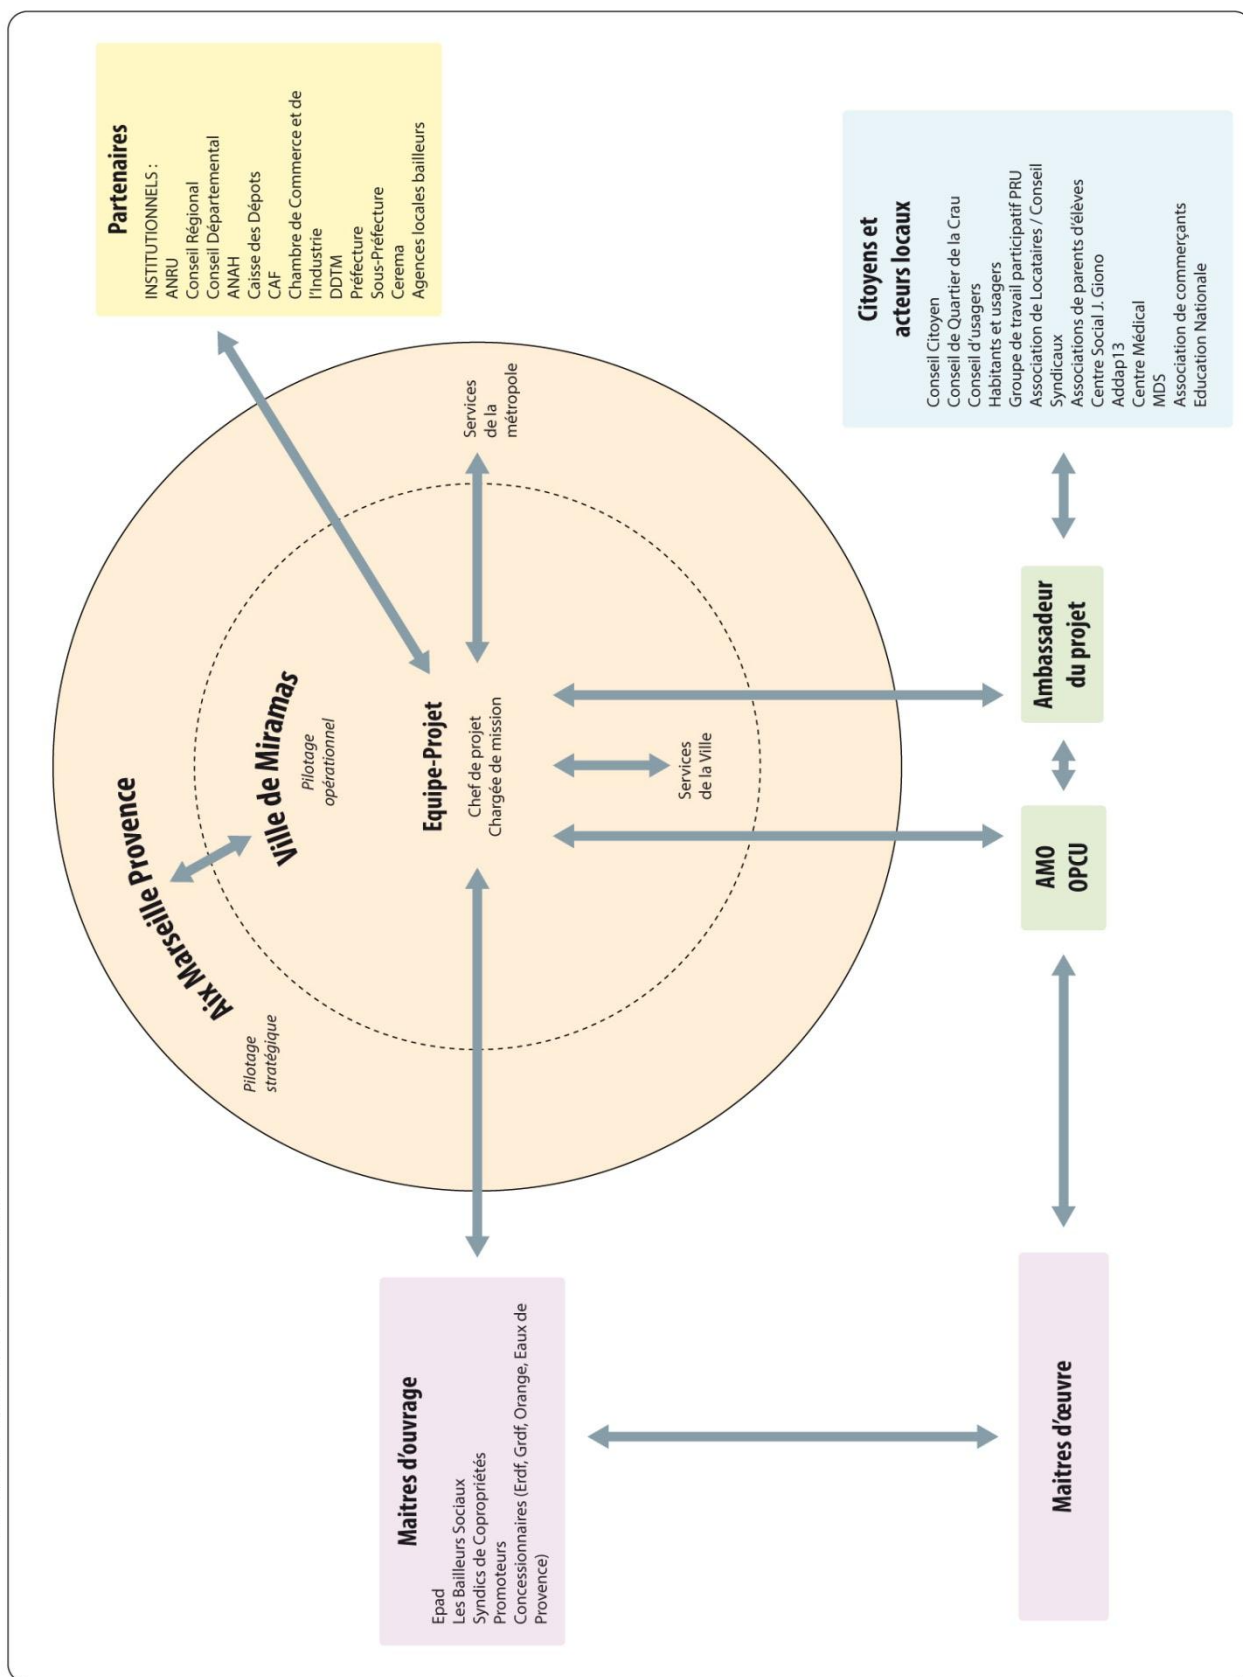 Aix Marseille Provence
Pilotage
stratégique
Ville de Miramas
Pilotage
opérationnel
Equipe-Projet
Chef de projet
Chargée de mission
Services
de la Ville
Services
de la
métropole
Partenaires
INSTITUTIONNELS :
ANRU
Conseil Régional
Conseil Départemental
ANAH
Caisse des Dépots
CAF
Chambre de Commerce et de
l'Industrie
DDTM
Préfecture
Sous-Préfecture
Cerema
Agences locales bailleurs
Maitres d'ouvrage
Epad
Les Bailleurs Sociaux
Syndics de Copropriétés
Promoteurs
Concessionnaires (Erdf, Grdf, Orange, Eaux de
Provence)
Maitres d'œuvre
AMO
OPCU
Ambassadeur
du projet
Citoyens et
acteurs locaux
Conseil Citoyen
Conseil de Quartier de la Crau
Conseil d'usagers
Habitants et usagers
Groupe de travail participatif PRU
Association de Locataires / Conseil
Syndicaux
Associations de parents d'élèves
Centre Social J. Giono
Addap13
Centre Médical
MDS
Association de commerçants
Education Nationale